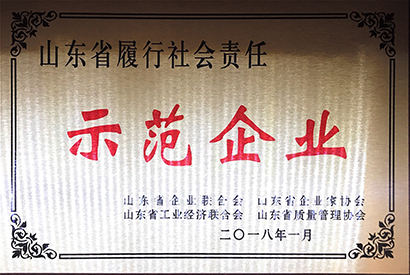 山东省履行社会责任
示范企业
山东省企业联合会 山东省企业家协会
山东省工业经济联合会 山东省质量管理协会
二〇一八年一月